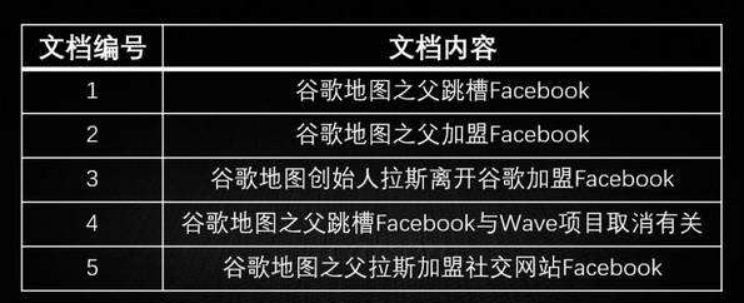 文档编号 文档内容
1 谷歌地图之父跳槽Facebook
2 谷歌地图之父加盟Facebook
3 谷歌地图创始人拉斯离开谷歌加盟Facebook
4 谷歌地图之父跳槽Facebook与Wave项目取消有关
5 谷歌地图之父拉斯加盟社交网站Facebook